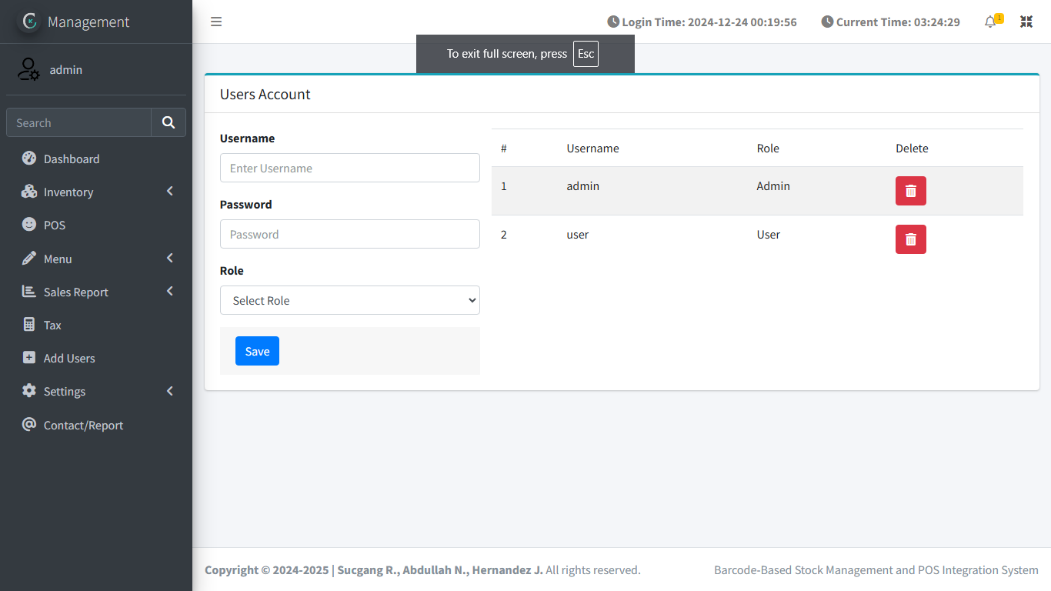 Management
Login Time: 2024-12-24 00:19:56
Current Time: 03:24:29
To exit full screen, press Esc
admin
Search
Dashboard
Inventory
POS
Menu
Sales Report
Tax
Add Users
Settings
Contact/Report
Users Account
Username
Enter Username
Password
Password
Role
Select Role
Save
# Username Role Delete
1 admin Admin
2 user User
Copyright © 2024-2025 | Sucgang R., Abdullah N., Hernandez J. All rights reserved.
Barcode-Based Stock Management and POS Integration System